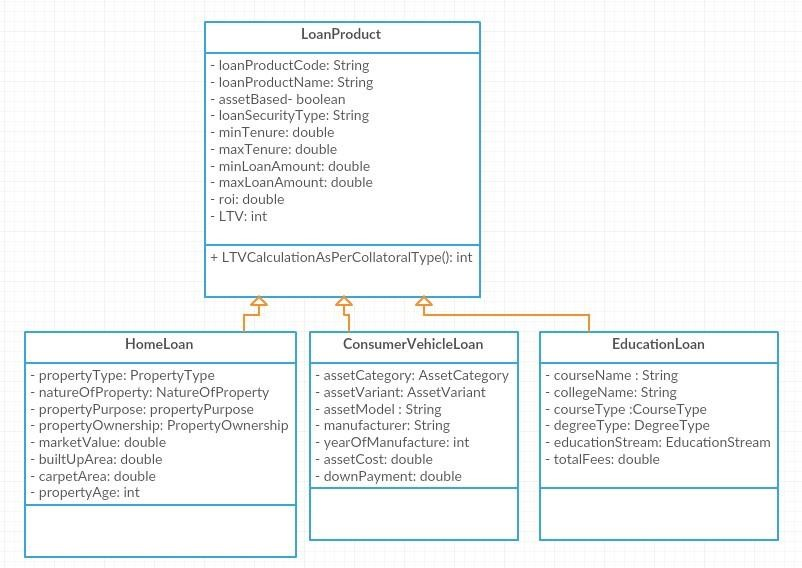 LoanProduct
- loanProductCode: String
- loanProductName: String
- assetBased- boolean
- loanSecurityType: String
- minTenure: double
- maxTenure: double
- minLoanAmount: double
- maxLoanAmount: double
- roi: double
- LTV: int
+ LTVCalculationAsPerCollatoralType(): int
HomeLoan
- propertyType: PropertyType
- natureOfProperty: NatureOfProperty
- propertyPurpose: propertyPurpose
- propertyOwnership: PropertyOwnership
- marketValue: double
- builtUpArea: double
- carpetArea: double
- propertyAge: int
ConsumerVehicleLoan
- assetCategory: AssetCategory
- assetVariant: AssetVariant
- assetModel : String
- manufacturer: String
- yearOfManufacture: int
- assetCost: double
- downPayment: double
EducationLoan
- courseName : String
- collegeName: String
- courseType :CourseType
- degreeType: DegreeType
- educationStream: EducationStream
- totalFees: double